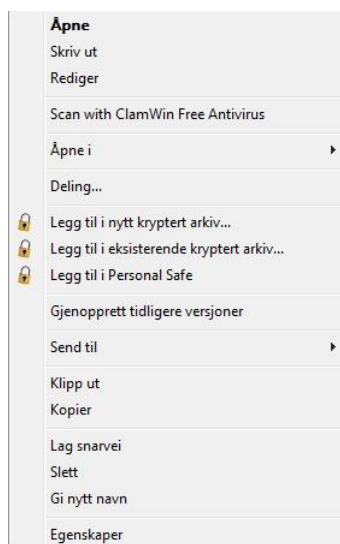 Åpne
Skriv ut
Rediger
Scan with ClamWin Free Antivirus
Åpne i
Deling...
Legg til i nytt kryptert arkiv...
Legg til i eksisterende kryptert arkiv...
Legg til i Personal Safe
Gjenopprett tidligere versjoner
Send til
Klipp ut
Kopier
Lag snarvei
Slett
Gi nytt navn
Egenskaper